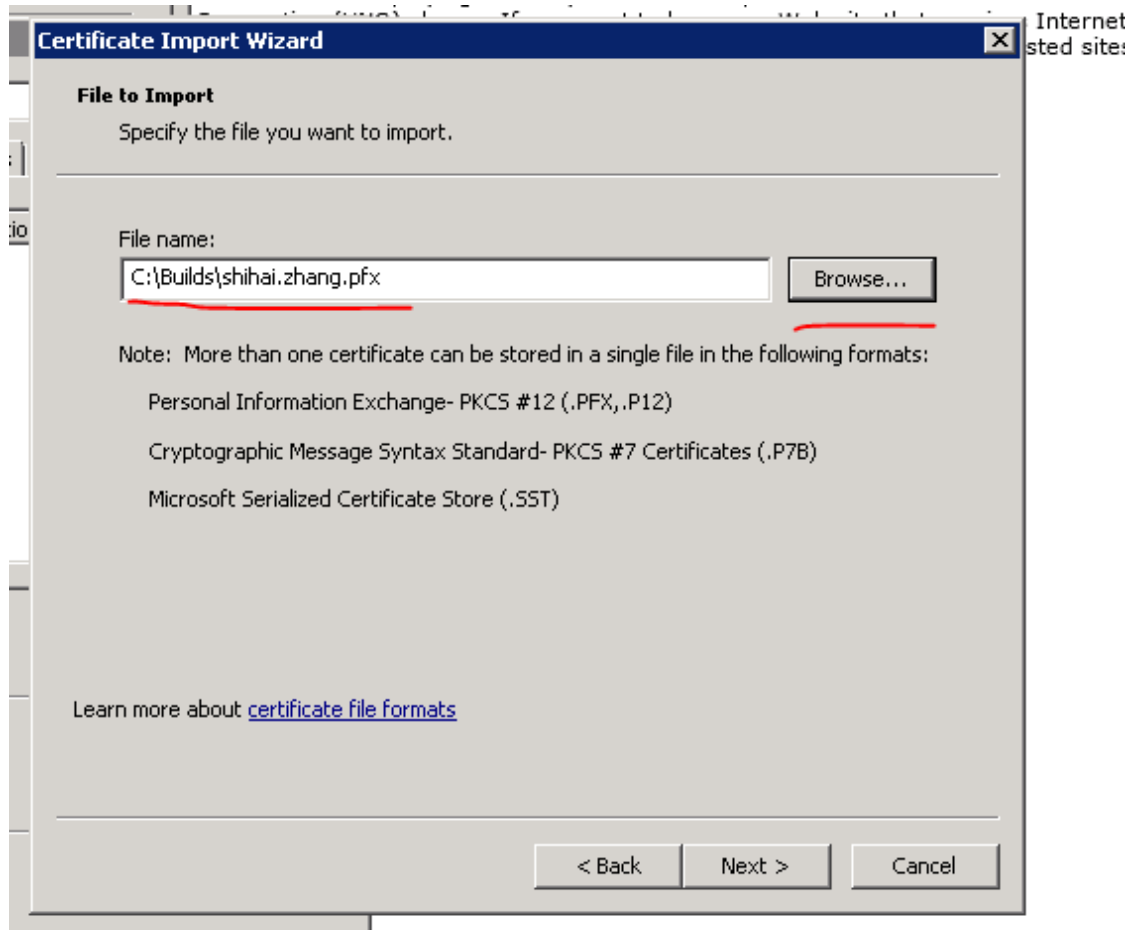 Internet
Certificate Import Wizard
sted sites
File to Import
Specify the file you want to import.
File name:
C:\Builds\shihai.zhang.pfx
Browse...
Note: More than one certificate can be stored in a single file in the following formats:
Personal Information Exchange- PKCS #12 (.PFX,.P12)
Cryptographic Message Syntax Standard- PKCS #7 Certificates (.P7B)
Microsoft Serialized Certificate Store (.SST)
Learn more about certificate file formats
< Back
Next >
Cancel